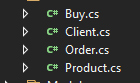 C# Buy.cs
C# Client.cs
C# Order.cs
C# Product.cs